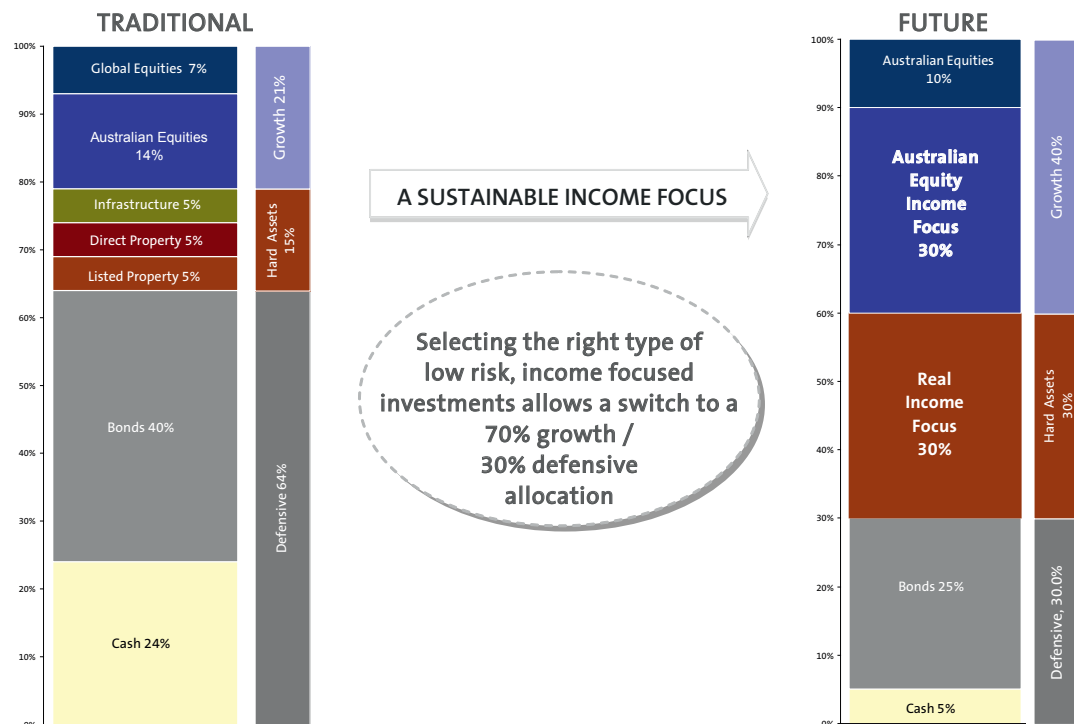 TRADITIONAL
100%
90%
80%
70%
60%
50%
40%
30%
20%
10%
0%
Global Equities 7%
Australian Equities
14%
Infrastructure 5%
Direct Property 5%
Listed Property 5%
Bonds 40%
Cash 24%
Growth 21%
Hard Assets
15%
Defensive 64%
A SUSTAINABLE INCOME FOCUS
Selecting the right type of
low risk, income focused
investments allows a switch to a
70% growth /
30% defensive
allocation
FUTURE
100%
90%
80%
70%
60%
50%
40%
30%
20%
10%
0%
Australian Equities
10%
Australian
Equity
Income
Focus
30%
Real
Income
Focus
30%
Bonds 25%
Cash 5%
Growth 40%
Hard Assets
30%
Defensive, 30.0%